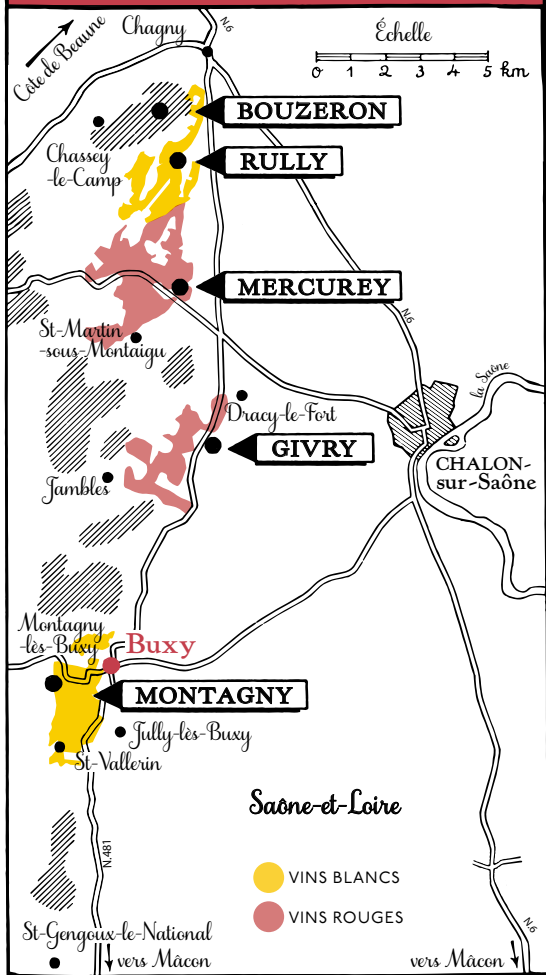 Côte de Beaune
Chagny
N.6
Échelle
0 1 2 3 4 5 km
BOUZERON
Chassey
-le-Camp
RULLY
MERCUREY
N.6
St-Martin
-sous-Montaigu
la Saône
Dracy-le-Fort
GIVRY
CHALON-
sur-Saône
Jambles
Montagny
-lès-Buxy
Buxy
MONTAGNY
Jully-lès-Buxy
St-Vallerin
Saône-et-Loire
N.481
VINS BLANCS
VINS ROUGES
St-Gengoux-le-National
N.6
vers Mâcon
vers Mâcon